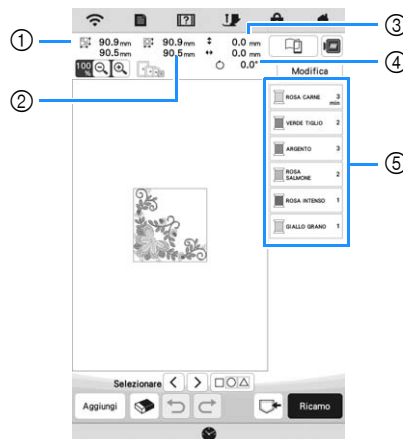 ①
90.9mm 90.9mm 0.0 mm ③
90.5mm 90.5mm 0.0 mm
② 0.0° ④
100 %
Modifica
ROSA CARNE 3 min
VERDE TIGLIO 2
ARGENTO 3
⑤
ROSA SALMONE 2
ROSA INTENSO 1
GIALLO GRANO 1
Selezionare
Aggiungi Ricamo